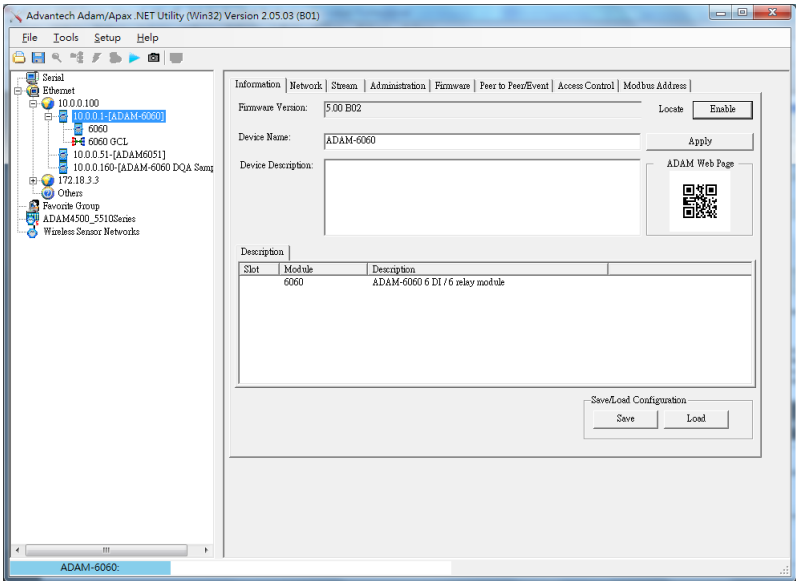 Advantech Adam/Apax .NET Utility (Win32) Version 2.05.03 (B01)
File Tools Setup Help
Serial
Ethernet
10.0.0.100
10.0.0.1-[ADAM-6060]
6060
6060 GCL
10.0.0.51-[ADAM6051]
10.0.0.160-[ADAM-6060 DQA Samp
172.18.3.3
Others
Favorite Group
ADAM4500_5510Series
Wireless Sensor Networks
Information Network Stream Administration Firmware Peer to Peer/Event Access Control Modbus Address
Firmware Version: 5.00 B02 Locate Enable
Device Name: ADAM-6060 Apply
Device Description: ADAM Web Page
Description
Slot Module Description
6060 ADAM-6060 6 DI / 6 relay module
Save/Load Configuration
Save Load
ADAM-6060: